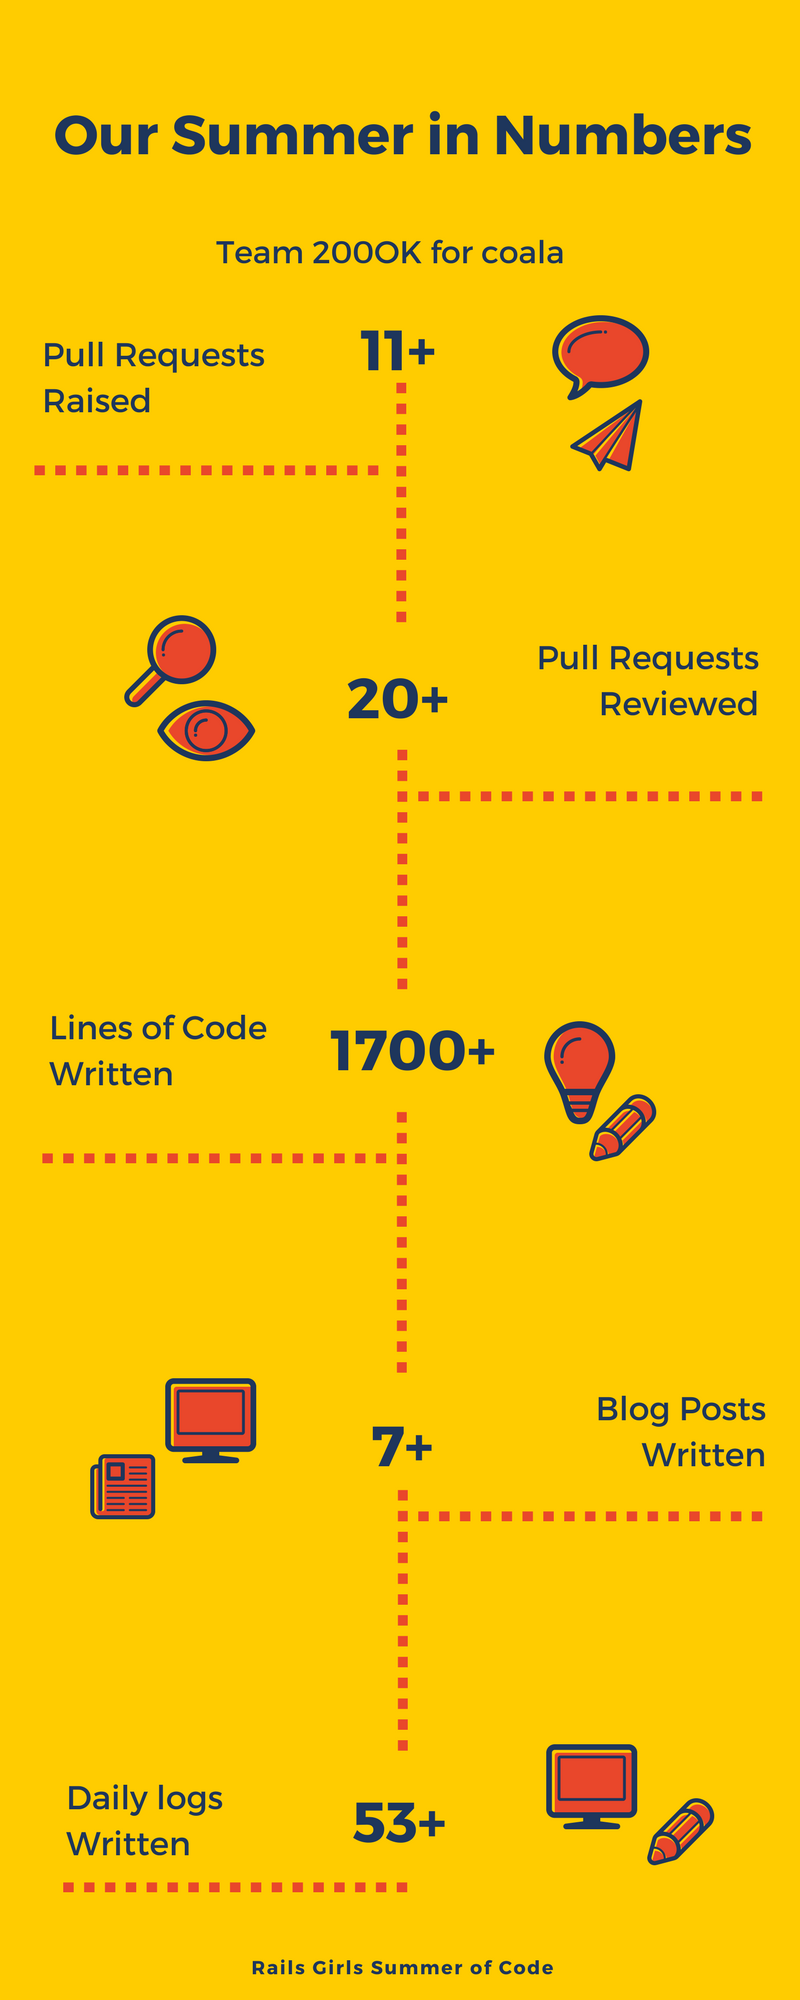 Our Summer in Numbers
Team 200OK for coala
Pull Requests
Raised
11+
20+
Pull Requests
Reviewed
Lines of Code
Written
1700+
7+
Blog Posts
Written
Daily logs
Written
53+
Rails Girls Summer of Code